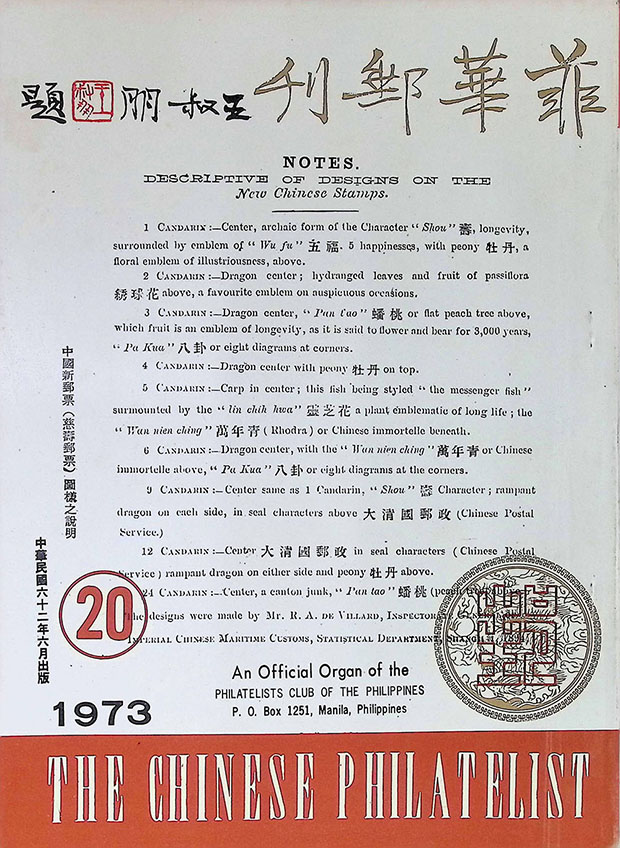 菲華郵刊
王叔朋題
NOTES.
DESCRIPTIVE OF DESIGNS ON THE
New Chinese Stamps.
1 CANDARIN :—Center, archaic form of the Character "Shou" 壽, longevity,
surrounded by emblem of "Wu fu" 五福. 5 happinesses, with peony 牡丹, a
floral emblem of illustriousness, above.
2 CANDARIN :—Dragon center; hydranged leaves and fruit of passiflora
綉球花 above, a favourite emblem on auspicuous occasions.
3 CANDARIN :—Dragon center, "Pan t'ao" 蟠桃 or flat peach tree above,
which fruit is an emblem of longevity, as it is said to flower and bear for 3,000 years,
"Pa Kua" 八卦 or eight diagrams at corners.
4 CANDARIN :—Dragon center with peony 牡丹 on top.
5 CANDARIN :—Carp in center; this fish being styled "the messenger fish"
surmounted by the "lin chih hwa" 靈芝花 a plant emblematic of long life; the
"Wan nien ching" 萬年青 (Rhodra) or Chinese immortelle beneath.
6 CANDARIN :—Dragon center, with the "Wan nien ching" 萬年青 or Chinese
immortelle above, "Pa Kua" 八卦 or eight diagrams at the corners.
9 CANDARIN :—Center same as 1 Candarin, "Shou" Character; rampant
dragon on each side, in seal characters above 大清國郵政 (Chinese Postal
Service.)
12 CANDARIN :—Center 大清國郵政 in seal characters (Chinese Postal
Service) rampant dragon on either side and peony 牡丹 above.
24 CANDARIN :—Center, a canton junk, "Pan tao" 蟠桃 (peach tree)
The designs were made by Mr. R. A. DE VILLARD,
IMPERIAL CHINESE MARITIME CUSTOMS, STATISTICAL DEPARTMENT, 1894
中國新郵票(慈壽郵票)圖樣之說明
中華民國六十二年六月出版
20
1973
An Official Organ of the
PHILATELISTS CLUB OF THE PHILIPPINES
P. O. Box 1251, Manila, Philippines
THE CHINESE PHILATELIST